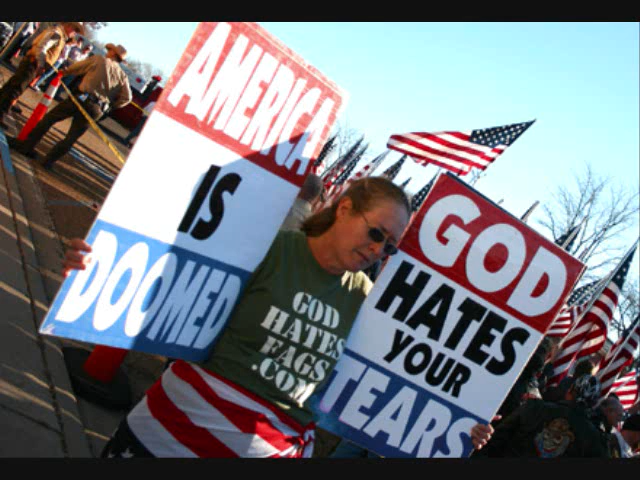 AMERICA
IS
DOOMED
GOD
HATES
FAGS
.COM
GOD
HATES
YOUR
TEARS